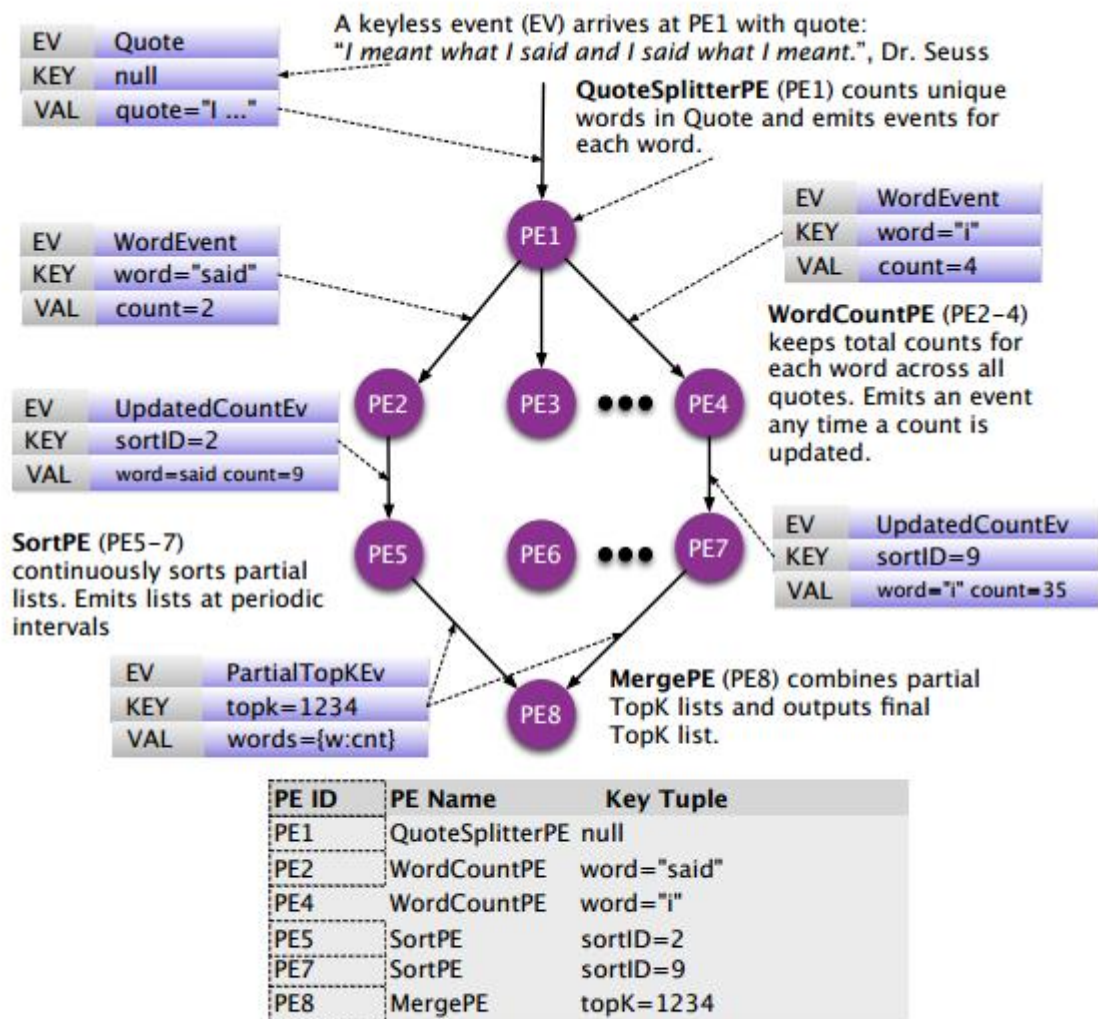 A keyless event (EV) arrives at PE1 with quote:
“I meant what I said and I said what I meant.”, Dr. Seuss
EV Quote
KEY null
VAL quote="I ..."
QuoteSplitterPE (PE1) counts unique
words in Quote and emits events for
each word.
PE1
EV WordEvent
KEY word="said"
VAL count=2
EV WordEvent
KEY word="i"
VAL count=4
WordCountPE (PE2-4)
keeps total counts for
each word across all
quotes. Emits an event
any time a count is
updated.
PE2
PE3
PE4
EV UpdatedCountEv
KEY sortID=2
VAL word=said count=9
EV UpdatedCountEv
KEY sortID=9
VAL word="i" count=35
SortPE (PE5-7)
continuously sorts partial
lists. Emits lists at periodic
intervals
PE5
PE6
PE7
EV PartialTopKEv
KEY topk=1234
VAL words={w:cnt}
PE8
MergePE (PE8) combines partial
TopK lists and outputs final
TopK list.
PE ID PE Name Key Tuple
PE1 QuoteSplitterPE null
PE2 WordCountPE word="said"
PE4 WordCountPE word="i"
PE5 SortPE sortID=2
PE7 SortPE sortID=9
PE8 MergePE topK=1234